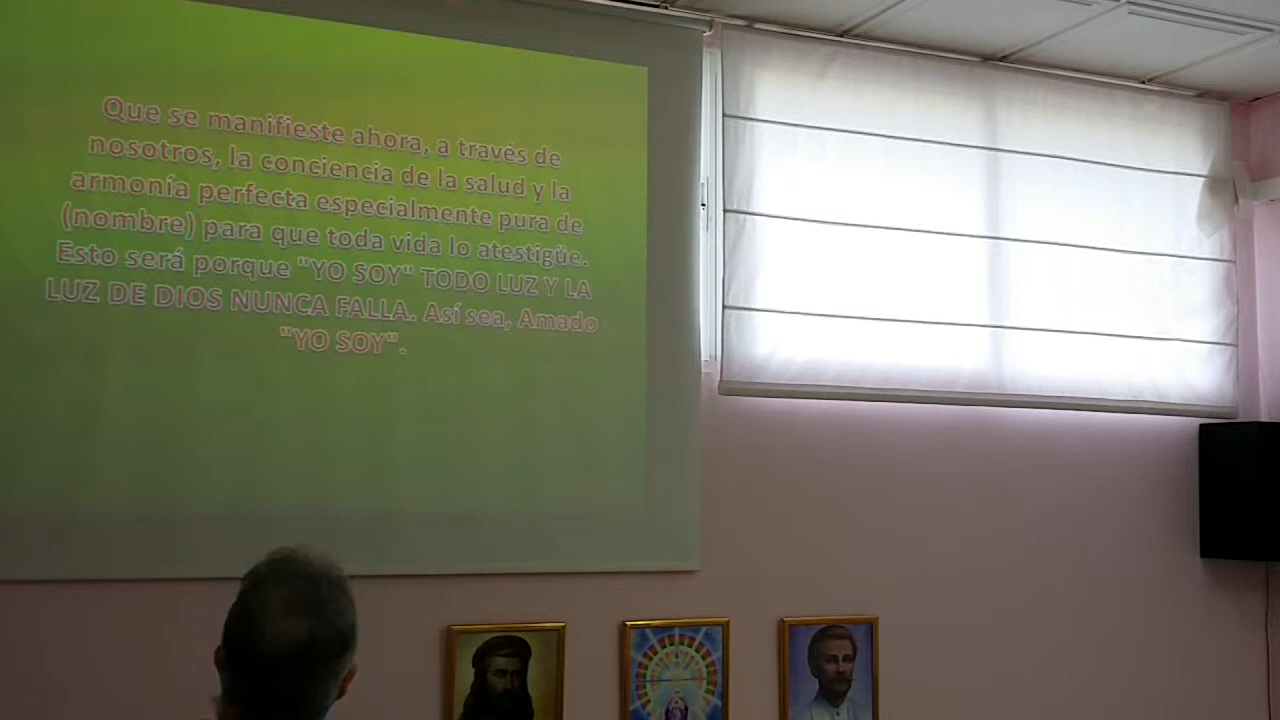 Que se manifieste ahora, a través de
nosotros, la conciencia de la salud y la
armonía perfecta especialmente pura de
(nombre) para que toda vida lo atestigüe.
Esto será porque "YO SOY" TODO LUZ Y LA
LUZ DE DIOS NUNCA FALLA. Así sea, Amado
"YO SOY".